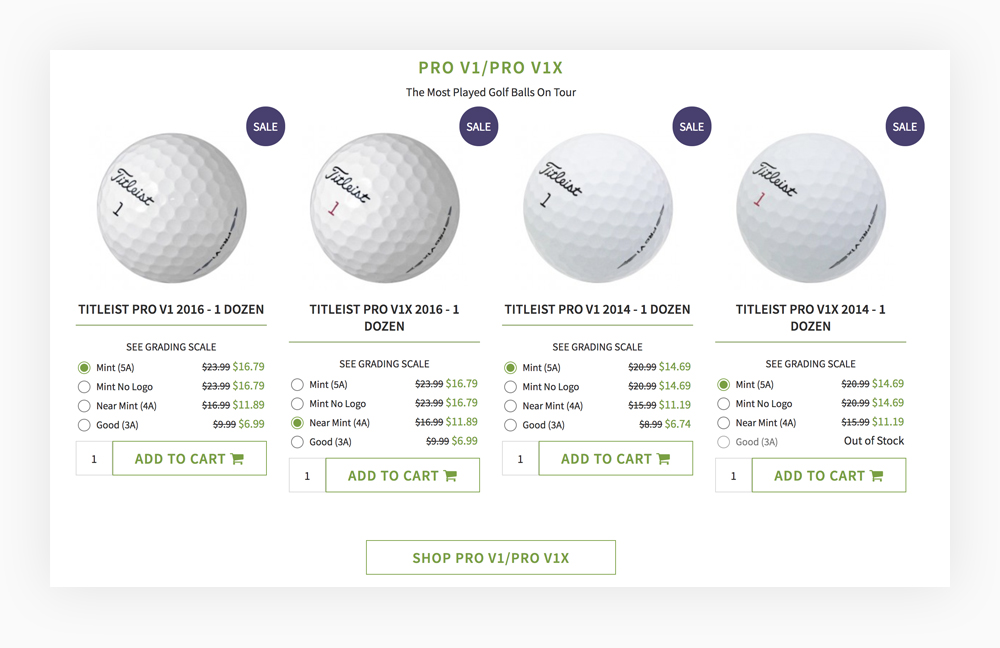 PRO V1/PRO V1X
The Most Played Golf Balls On Tour
SALE
SALE
SALE
SALE
Titleist
1
PRO V1
Titleist
1
PRO V1x
Titleist
1
PRO V1
Titleist
1
PRO V1x
TITLEIST PRO V1 2016 - 1 DOZEN
SEE GRADING SCALE
Mint (5A) $23.99 $16.79
Mint No Logo $23.99 $16.79
Near Mint (4A) $16.99 $11.89
Good (3A) $9.99 $6.99
1 ADD TO CART
TITLEIST PRO V1X 2016 - 1
DOZEN
SEE GRADING SCALE
Mint (5A) $23.99 $16.79
Mint No Logo $23.99 $16.79
Near Mint (4A) $16.99 $11.89
Good (3A) $9.99 $6.99
1 ADD TO CART
TITLEIST PRO V1 2014 - 1 DOZEN
SEE GRADING SCALE
Mint (5A) $20.99 $14.69
Mint No Logo $20.99 $14.69
Near Mint (4A) $15.99 $11.19
Good (3A) $8.99 $6.74
1 ADD TO CART
TITLEIST PRO V1X 2014 - 1
DOZEN
SEE GRADING SCALE
Mint (5A) $20.99 $14.69
Mint No Logo $20.99 $14.69
Near Mint (4A) $15.99 $11.19
Good (3A) Out of Stock
1 ADD TO CART
SHOP PRO V1/PRO V1X